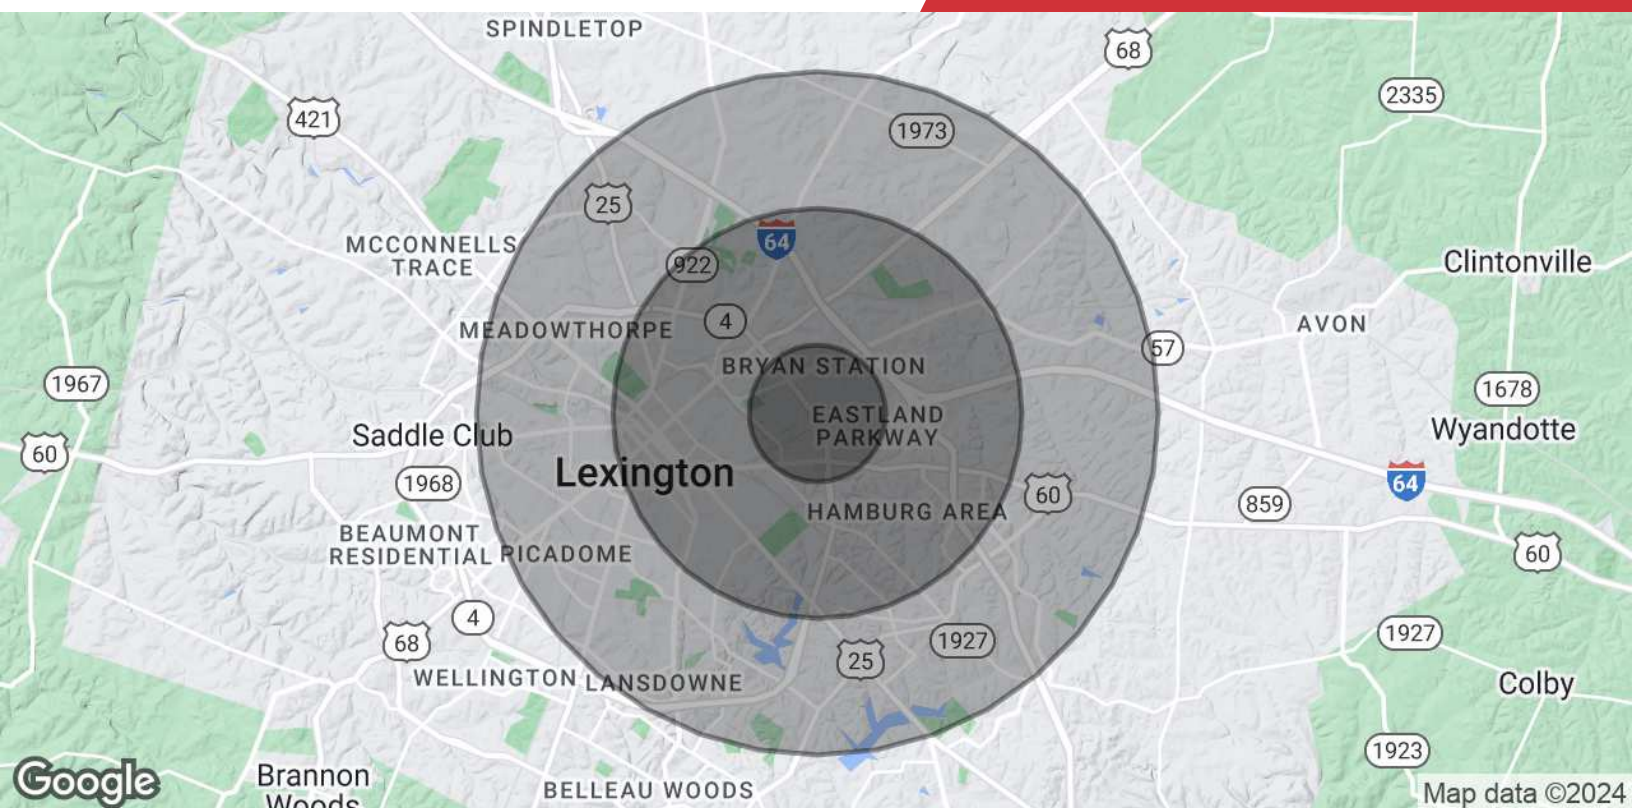 SPINDLETOP
68
2335
421
1973
25
64
MCCONNELLS
TRACE
922
Clintonville
4
MEADOWTHORPE
AVON
57
BRYAN STATION
1967
1678
EASTLAND
PARKWAY
Saddle Club
Wyandotte
60
Lexington
1968
64
60
859
HAMBURG AREA
BEAUMONT
RESIDENTIAL
PICADOME
60
4
68
1927
1927
25
WELLINGTON
LANSDOWNE
Colby
1923
Google
Brannon
Woods
BELLEAU WOODS
Map data ©2024